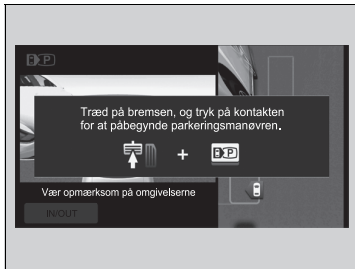 P
Træd på bremsen, og tryk på kontakten
for at påbegynde parkeringsmanøvren.
+ P
Vær opmærksom på omgivelserne
IN/OUT